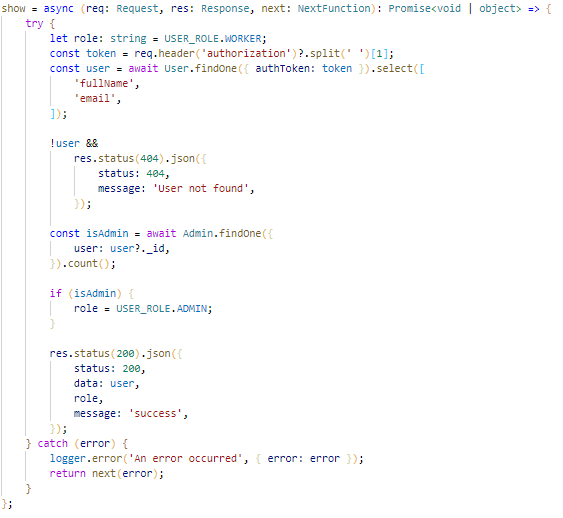 show = async (req: Request, res: Response, next: NextFunction): Promise<void | object> => {
    try {
        let role: string = USER_ROLE.WORKER;
        const token = req.header('authorization')?.split(' ')[1];
        const user = await User.findOne({ authToken: token }).select([
            'fullName',
            'email',
        ]);

        !user &&
            res.status(404).json({
                status: 404,
                message: 'User not found',
            });

        const isAdmin = await Admin.findOne({
            user: user?._id,
        }).count();

        if (isAdmin) {
            role = USER_ROLE.ADMIN;
        }

        res.status(200).json({
            status: 200,
            data: user,
            role,
            message: 'success',
        });
    } catch (error) {
        logger.error('An error occurred', { error: error });
        return next(error);
    }
};